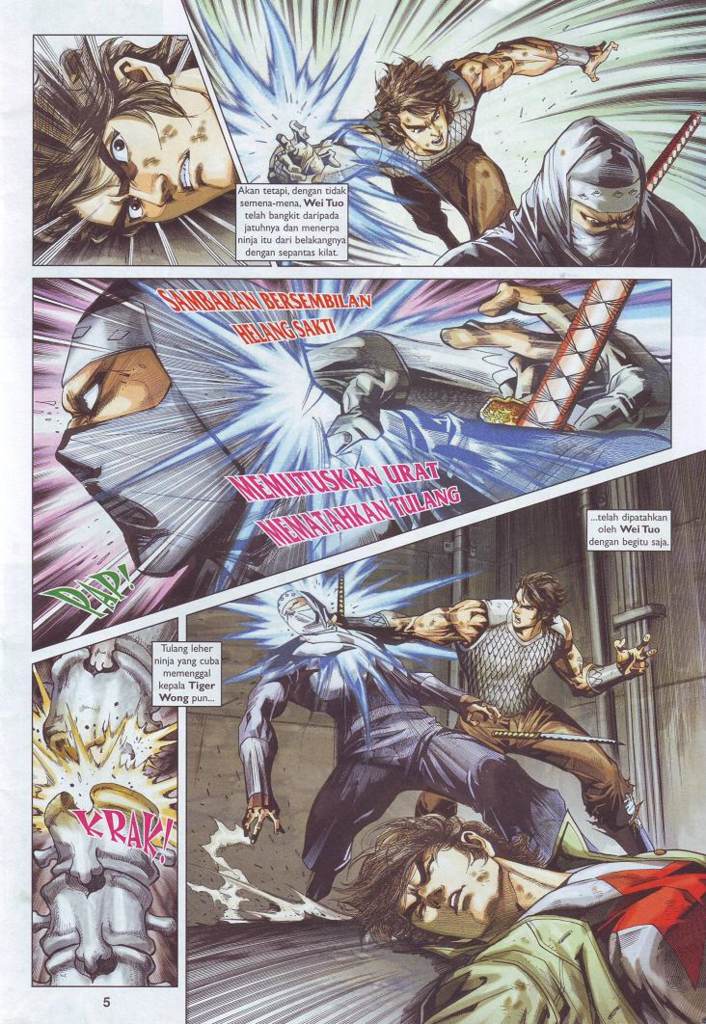 Akan tetapi, dengan tidak
semena-mena, Wei Tuo
telah bangkit daripada
jatuhnya dan menerpa
ninja itu dari belakangnya
dengan sepantas kilat.
SAMBARAN BERSEMBILAN
HELANG SAKTI
MEMUTUSKAN URAT
MEMATAHKAN TULANG
PAP!
Tulang leher
ninja yang cuba
memenggal
kepala Tiger
Wong pun...
KRAK!
...telah dipatahkan
oleh Wei Tuo
dengan begitu saja.
5